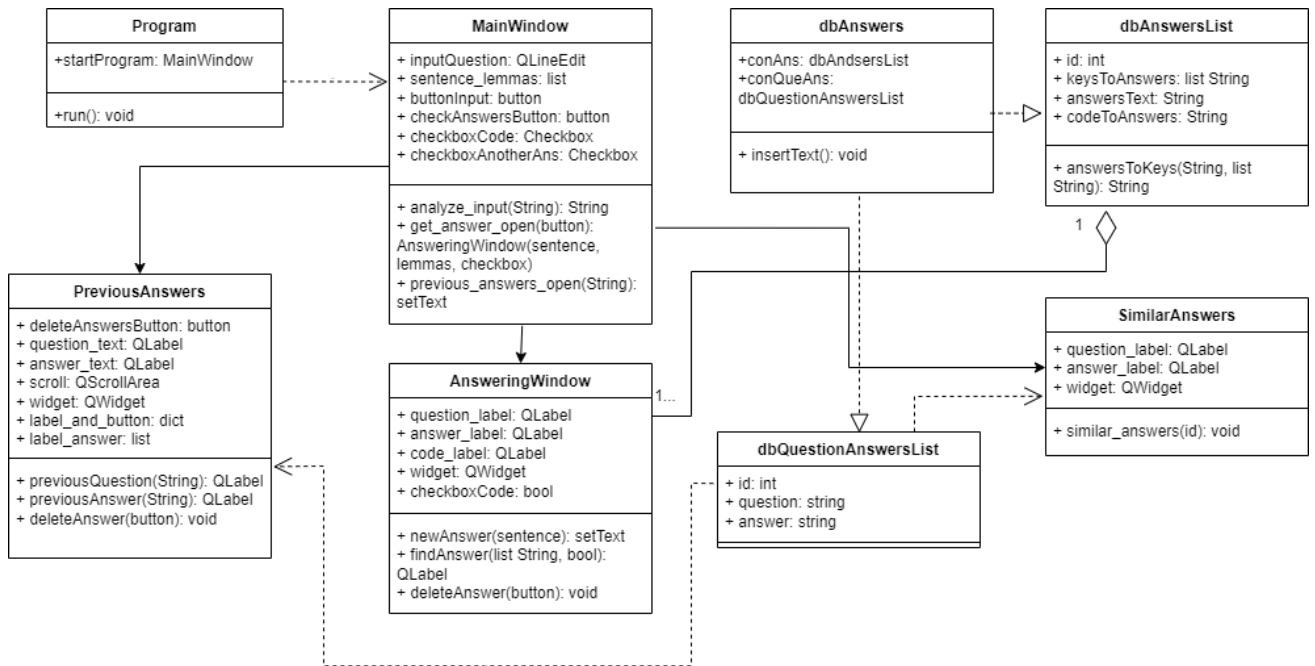 Program
+startProgram: MainWindow
+run(): void
MainWindow
+ inputQuestion: QLineEdit
+ sentence_lemmas: list
+ buttonInput: button
+ checkAnswersButton: button
+ checkboxCode: Checkbox
+ checkboxAnotherAns: Checkbox
+ analyze_input(String): String
+ get_answer_open(button):
AnsweringWindow(sentence,
lemmas, checkbox)
+ previous_answers_open(String):
setText
dbAnswers
+conAns: dbAndsersList
+conQueAns:
dbQuestionAnswersList
+ insertText(): void
dbAnswersList
+ id: int
+ keysToAnswers: list String
+ answersText: String
+ codeToAnswers: String
+ answersToKeys(String, list
String): String
1
PreviousAnswers
+ deleteAnswersButton: button
+ question_text: QLabel
+ answer_text: QLabel
+ scroll: QScrollArea
+ widget: QWidget
+ label_and_button: dict
+ label_answer: list
+ previousQuestion(String): QLabel
+ previousAnswer(String): QLabel
+ deleteAnswer(button): void
AnsweringWindow
+ question_label: QLabel
+ answer_label: QLabel
+ code_label: QLabel
+ widget: QWidget
+ checkboxCode: bool
+ newAnswer(sentence): setText
+ findAnswer(list String, bool):
QLabel
+ deleteAnswer(button): void
1...
SimilarAnswers
+ question_label: QLabel
+ answer_label: QLabel
+ widget: QWidget
+ similar_answers(id): void
dbQuestionAnswersList
+ id: int
+ question: string
+ answer: string